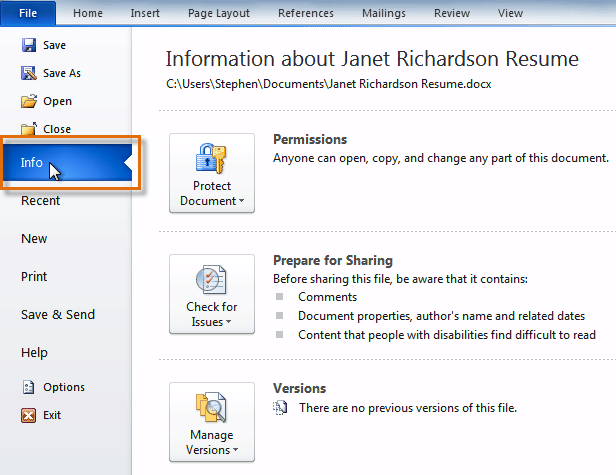 File Home Insert Page Layout References Mailings Review View
Save
Save As
Open
Close
Info
Recent
New
Print
Save & Send
Help
Options
Exit
Information about Janet Richardson Resume
C:\Users\Stephen\Documents\Janet Richardson Resume.docx
Protect
Document
Permissions
Anyone can open, copy, and change any part of this document.
Check for
Issues
Prepare for Sharing
Before sharing this file, be aware that it contains:
Comments
Document properties, author's name and related dates
Content that people with disabilities find difficult to read
Manage
Versions
Versions
There are no previous versions of this file.